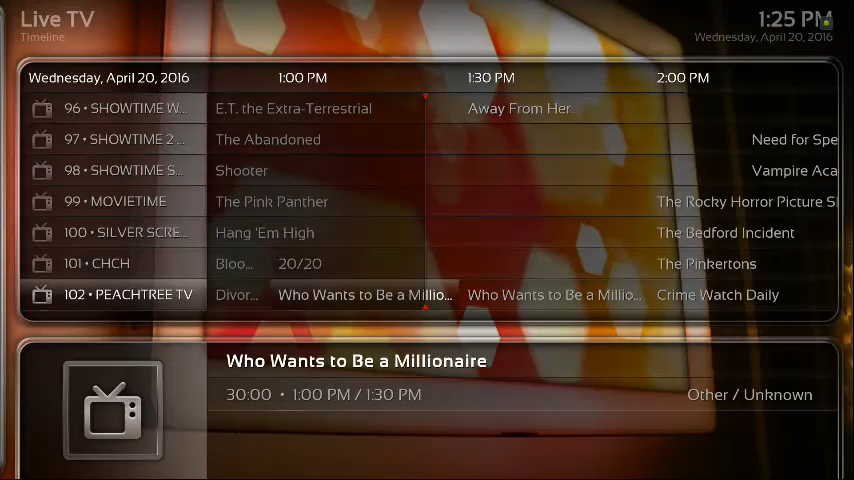 Live TV
1:25 PM
Timeline
Wednesday, April 20, 2016
Wednesday, April 20, 2016 1:00 PM 1:30 PM 2:00 PM
96 • SHOWTIME W... E.T. the Extra-Terrestrial Away From Her
97 • SHOWTIME 2 ... The Abandoned Need for Spe
98 • SHOWTIME S... Shooter Vampire Aca
99 • MOVIETIME The Pink Panther The Rocky Horror Picture S
100 • SILVER SCRE... Hang 'Em High The Bedford Incident
101 • CHCH Bloo... 20/20 The Pinkertons
102 • PEACHTREE TV Divor... Who Wants to Be a Millio... Who Wants to Be a Millio... Crime Watch Daily
Who Wants to Be a Millionaire
30:00 • 1:00 PM / 1:30 PM Other / Unknown